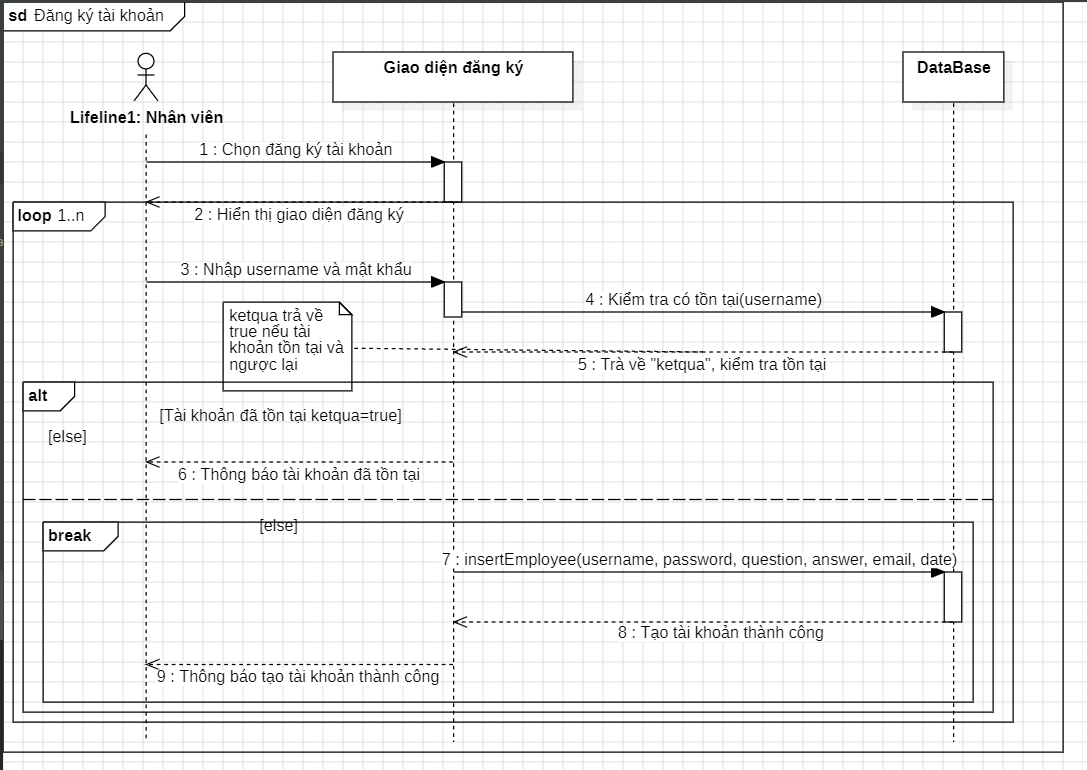 sd Đăng ký tài khoản
Giao diện đăng ký
DataBase
Lifeline1: Nhân viên
1 : Chọn đăng ký tài khoản
loop 1..n
2 : Hiển thị giao diện đăng ký
3 : Nhập username và mật khẩu
4 : Kiểm tra có tồn tại(username)
ketqua trả về
true nếu tài
khoản tồn tại và
ngược lại
5 : Trà về "ketqua", kiểm tra tồn tại
alt
[Tài khoản đã tồn tại ketqua=true]
[else]
6 : Thông báo tài khoản đã tồn tại
[else]
break
7 : insertEmployee(username, password, question, answer, email, date)
8 : Tạo tài khoản thành công
9 : Thông báo tạo tài khoản thành công